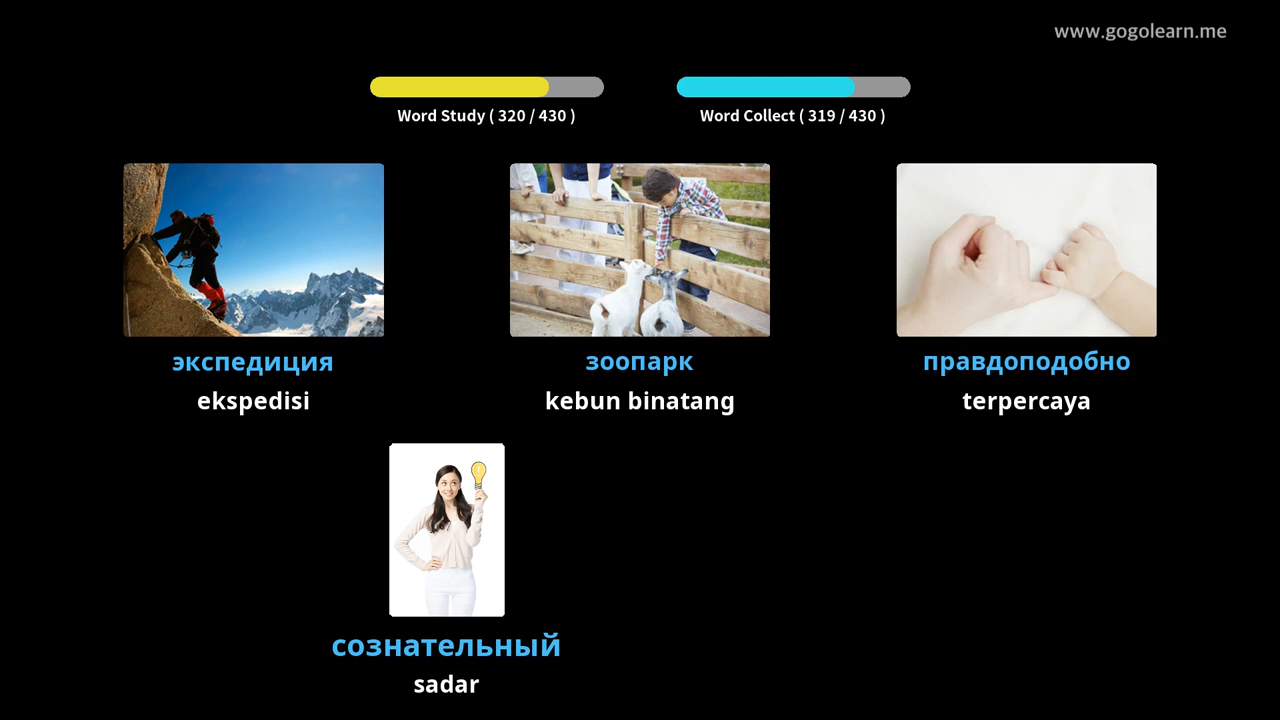 www.gogolearn.me
Word Study ( 320 / 430 )
Word Collect ( 319 / 430 )
экспедиция
ekspedisi
зоопарк
kebun binatang
правдоподобно
terpercaya
сознательный
sadar